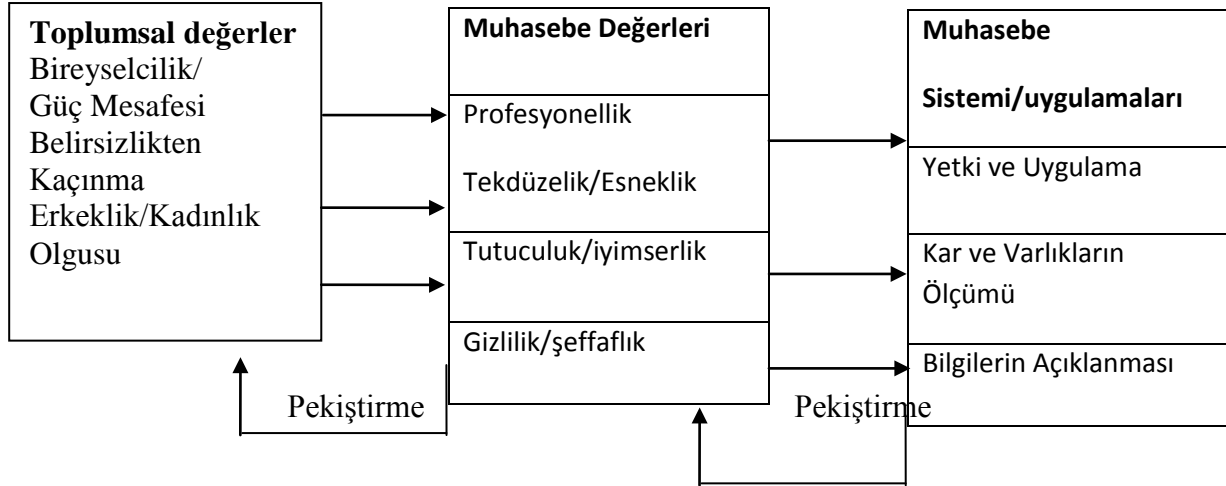 Toplumsal değerler
Bireyselcilik/
Güç Mesafesi
Belirsizlikten
Kaçınma
Erkeklik/Kadınlık
Olgusu
Muhasebe Değerleri
Profesyonellik
Tekdüzelik/Esneklik
Tutuculuk/iyimserlik
Gizlilik/şeffaflık
Muhasebe
Sistemi/uygulamaları
Yetki ve Uygulama
Kar ve Varlıkların
Ölçümü
Bilgilerin Açıklanması
Pekiştirme
Pekiştirme